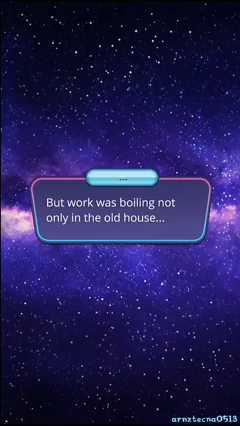 ...
But work was boiling not
only in the old house...
arnztecna0513